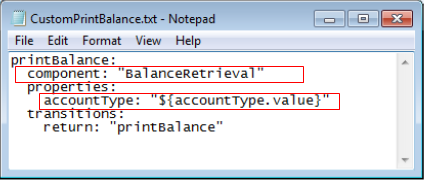 CustomPrintBalance.txt - Notepad
File Edit Format View Help
printBalance:
component: "BalanceRetrieval"
properties:
accountType: "${accountType.value}"
transitions:
return: "printBalance"